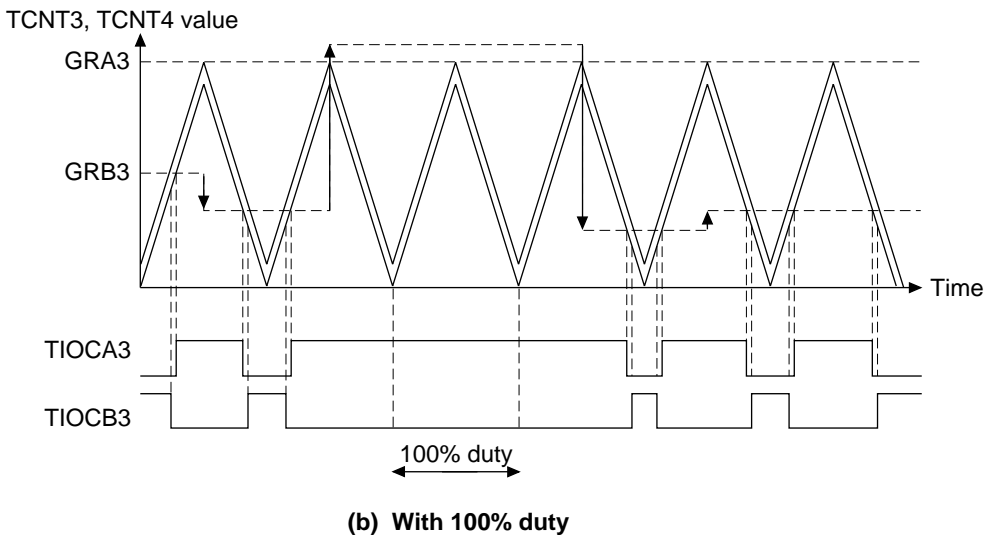 TCNT3, TCNT4 value
GRA3
GRB3
Time
TIOCA3
TIOCB3
100% duty
(b) With 100% duty